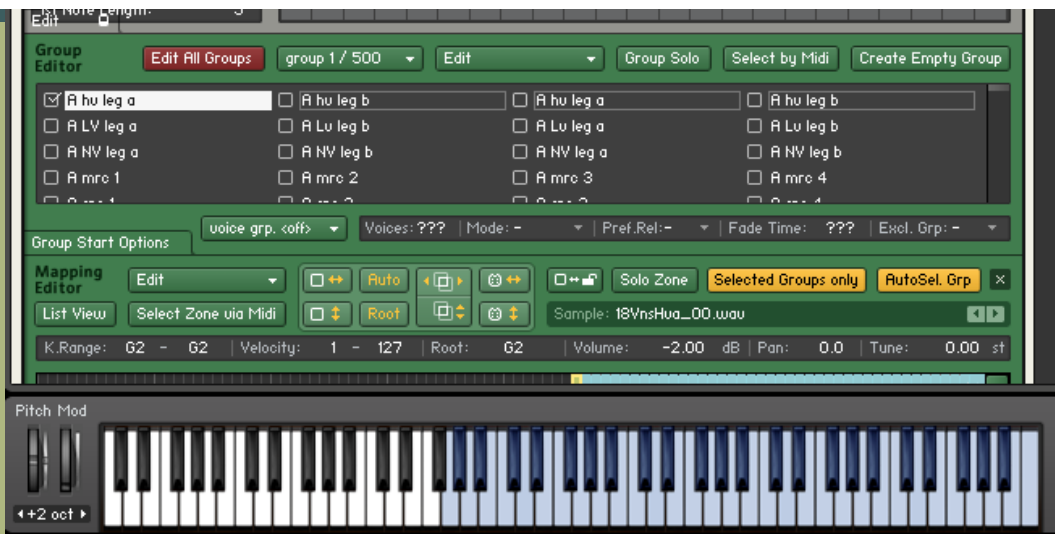 1st Note Length: 3
Edit
Group Editor Edit All Groups group 1 / 500 Edit Group Solo Select by Midi Create Empty Group
A hv leg a A hv leg b A hv leg a A hv leg b
A LV leg a A Lv leg b A Lv leg a A Lv leg b
A NV leg a A NV leg b A NV leg a A NV leg b
A mrc 1 A mrc 2 A mrc 3 A mrc 4
voice grp. <off> Voices: ??? | Mode: - | Pref.Rel:- | Fade Time: ??? | Excl. Grp: -
Group Start Options
Mapping Editor Edit Auto Solo Zone Selected Groups only AutoSel. Grp ×
List View Select Zone via Midi Root Sample: 18VnsHva_00.wav
K.Range: G2 - G2 | Velocity: 1 - 127 | Root: G2 | Volume: -2.00 dB | Pan: 0.0 | Tune: 0.00 st
Pitch Mod
+2 oct